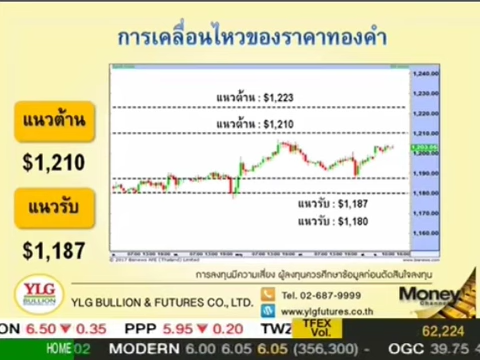 การเคลื่อนไหวของราคาทองคำ
แนวต้าน
$1,210
แนวรับ
$1,187
แนวต้าน : $1,223
แนวต้าน : $1,210
แนวรับ : $1,187
แนวรับ : $1,180
1,240.00
1,230.00
1,220.00
1,210.00
1,200.00
1,190.00
1,180.00
1,170.00
1,160.00
การลงทุนมีความเสี่ยง ผู้ลงทุนควรศึกษาข้อมูลก่อนตัดสินใจลงทุน
YLG
BULLION
YLG BULLION & FUTURES CO., LTD.
Tel. 02-687-9999
www.ylgfutures.co.th
Money
Channel
ON 6.50 ▼0.35 PPP 5.95 ▼0.20 TWZ
TFEX
Vol.
62,224
HOME 02 MODERN 6.00 6.05 6.05 (356,300) — OGC 39.75 4